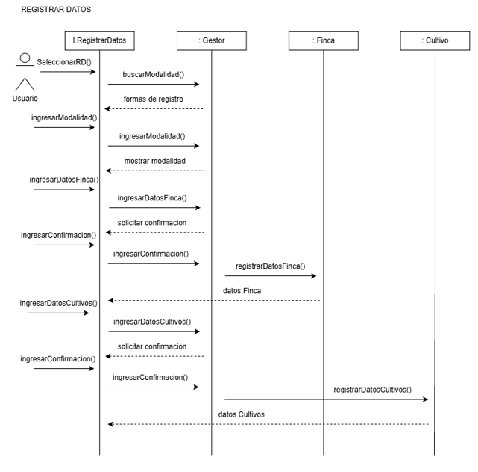 REGISTRAR DATOS
I.RegistrarDatos
: Gestor
: Finca
: Cultivo
SeleccionarRD()
buscarModalidad()
Usuario
formas de registro
ingresarModalidad()
ingresarModalidad()
mostrar modalidad
ingresarDatosFinca()
ingresarDatosFinca()
solicitar confirmacion
ingresarConfirmacion()
ingresarConfirmacion()
registrarDatosFinca()
datos Finca
ingresarDatosCultivos()
ingresarDatosCultivos()
solicitar confirmacion
ingresarConfirmacion()
ingresarConfirmacion()
registrarDatosCultivos()
datos Cultivos